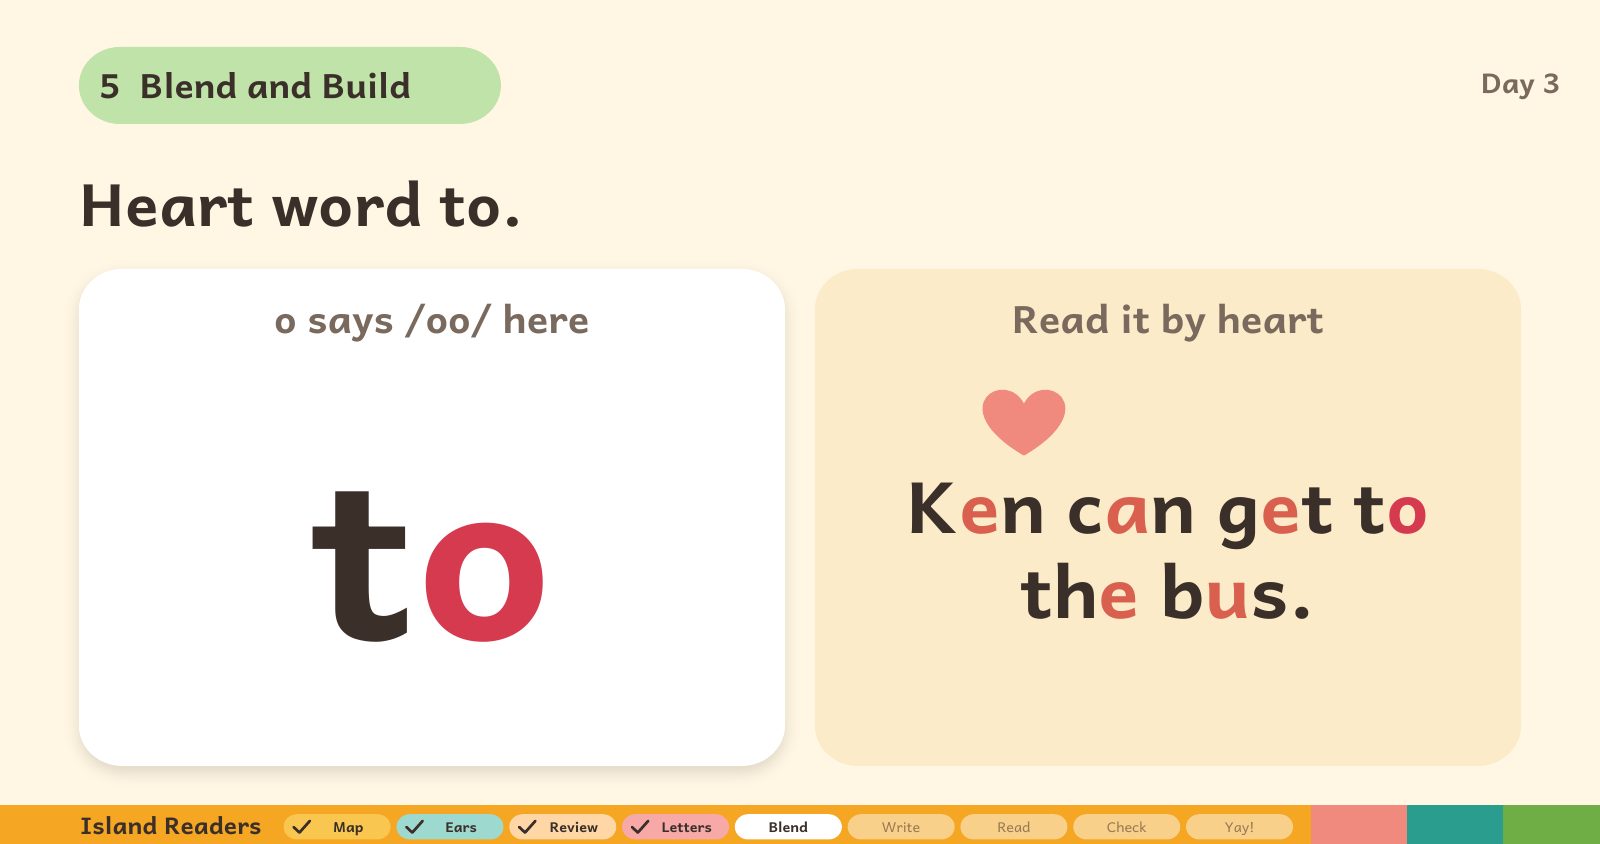 5 Blend and Build
Day 3
Heart word to.
o says /oo/ here
to
Read it by heart
Ken can get to
the bus.
Island Readers
Map
Ears
Review
Letters
Blend
Write
Read
Check
Yay!